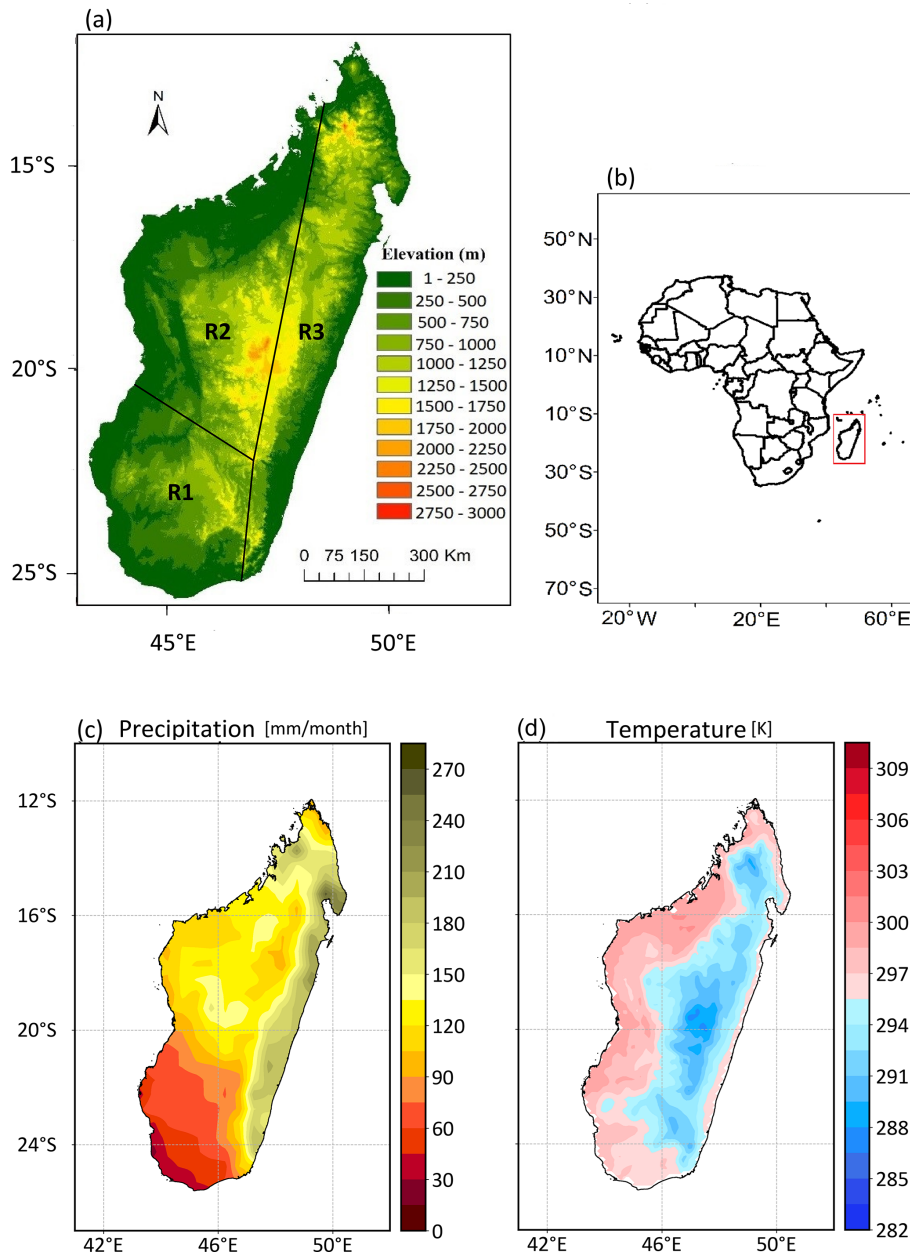 (a)
N
15°S
20°S
25°S
45°E
50°E
R2
R3
R1
Elevation (m)
1 - 250
250 - 500
500 - 750
750 - 1000
1000 - 1250
1250 - 1500
1500 - 1750
1750 - 2000
2000 - 2250
2250 - 2500
2500 - 2750
2750 - 3000
0 75 150 300 Km
(b)
50°N
30°N
10°N
10°S
30°S
50°S
70°S
20°W
20°E
60°E
(c) Precipitation [mm/month]
12°S
16°S
20°S
24°S
42°E
46°E
50°E
270
240
210
180
150
120
90
60
30
0
(d) Temperature [K]
42°E
46°E
50°E
309
306
303
300
297
294
291
288
285
282